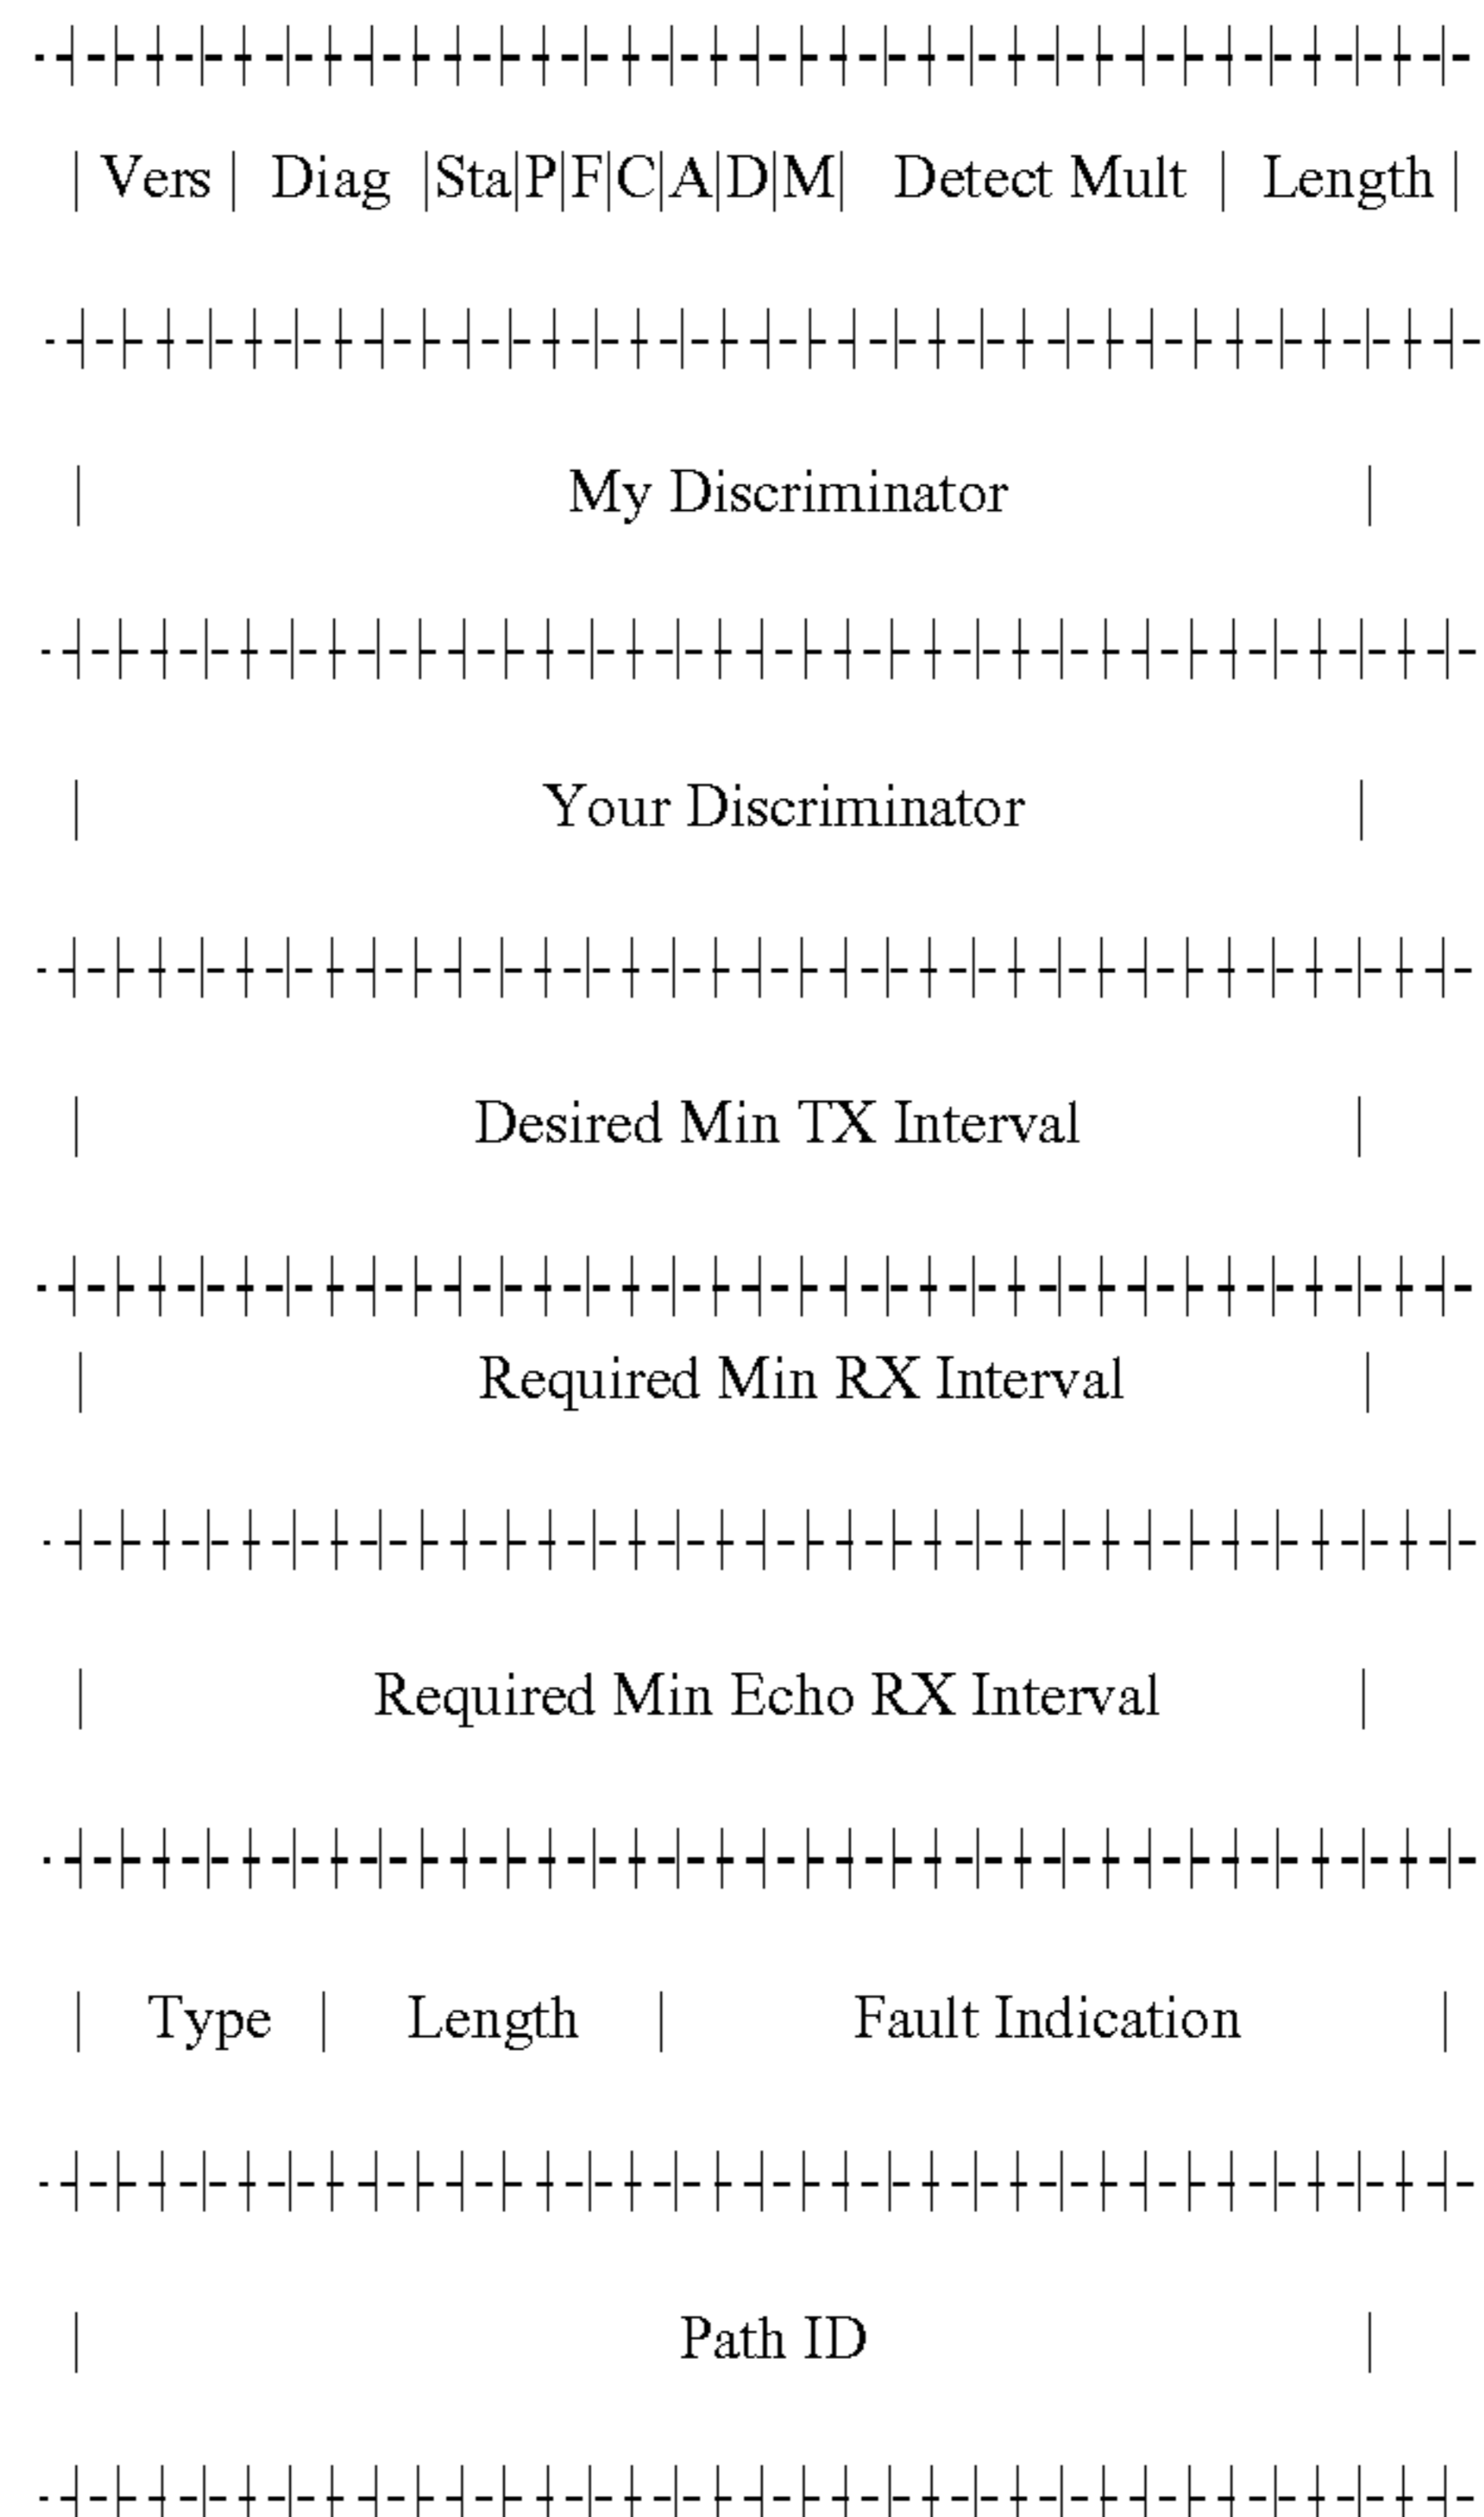 | Vers | Diag |Sta|P|F|C|A|D|M| Detect Mult | Length |
| My Discriminator |
| Your Discriminator |
| Desired Min TX Interval |
| Required Min RX Interval |
| Required Min Echo RX Interval |
| Type | Length | Fault Indication |
| Path ID |